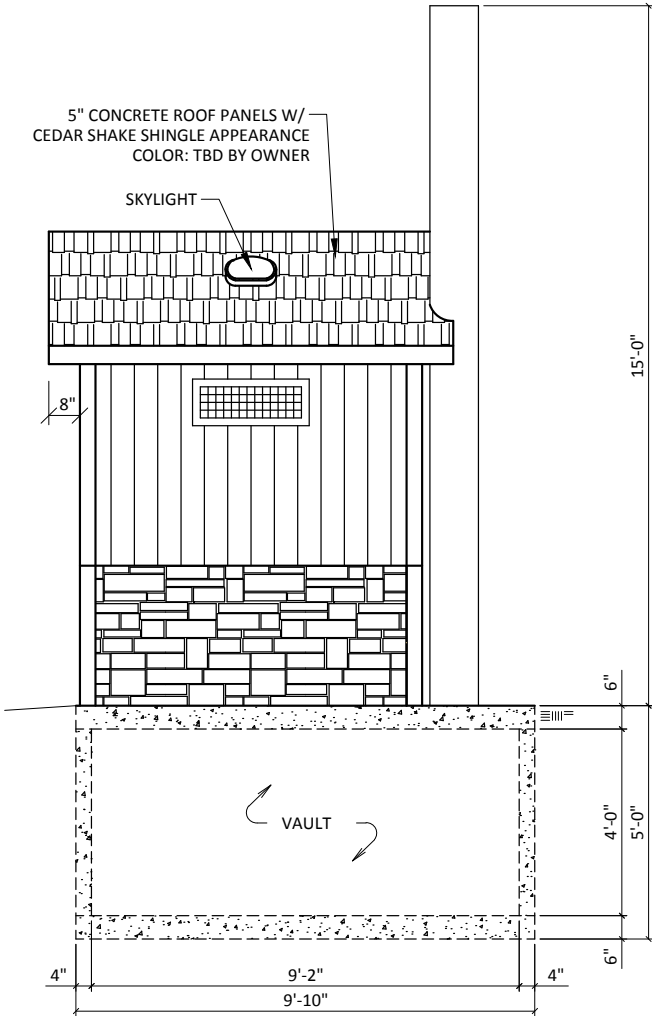 5" CONCRETE ROOF PANELS W/
CEDAR SHAKE SHINGLE APPEARANCE
COLOR: TBD BY OWNER
SKYLIGHT
15'-0"
8"
6"
VAULT
4'-0"
5'-0"
6"
4"
9'-2"
4"
9'-10"